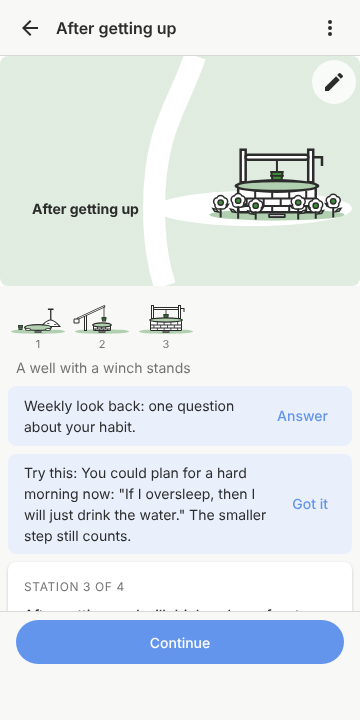 After getting up
After getting up
1
2
3
A well with a winch stands
Weekly look back: one question
about your habit.
Answer
Try this: You could plan for a hard
morning now: "If I oversleep, then I
will just drink the water." The smaller
step still counts.
Got it
STATION 3 OF 4
Continue